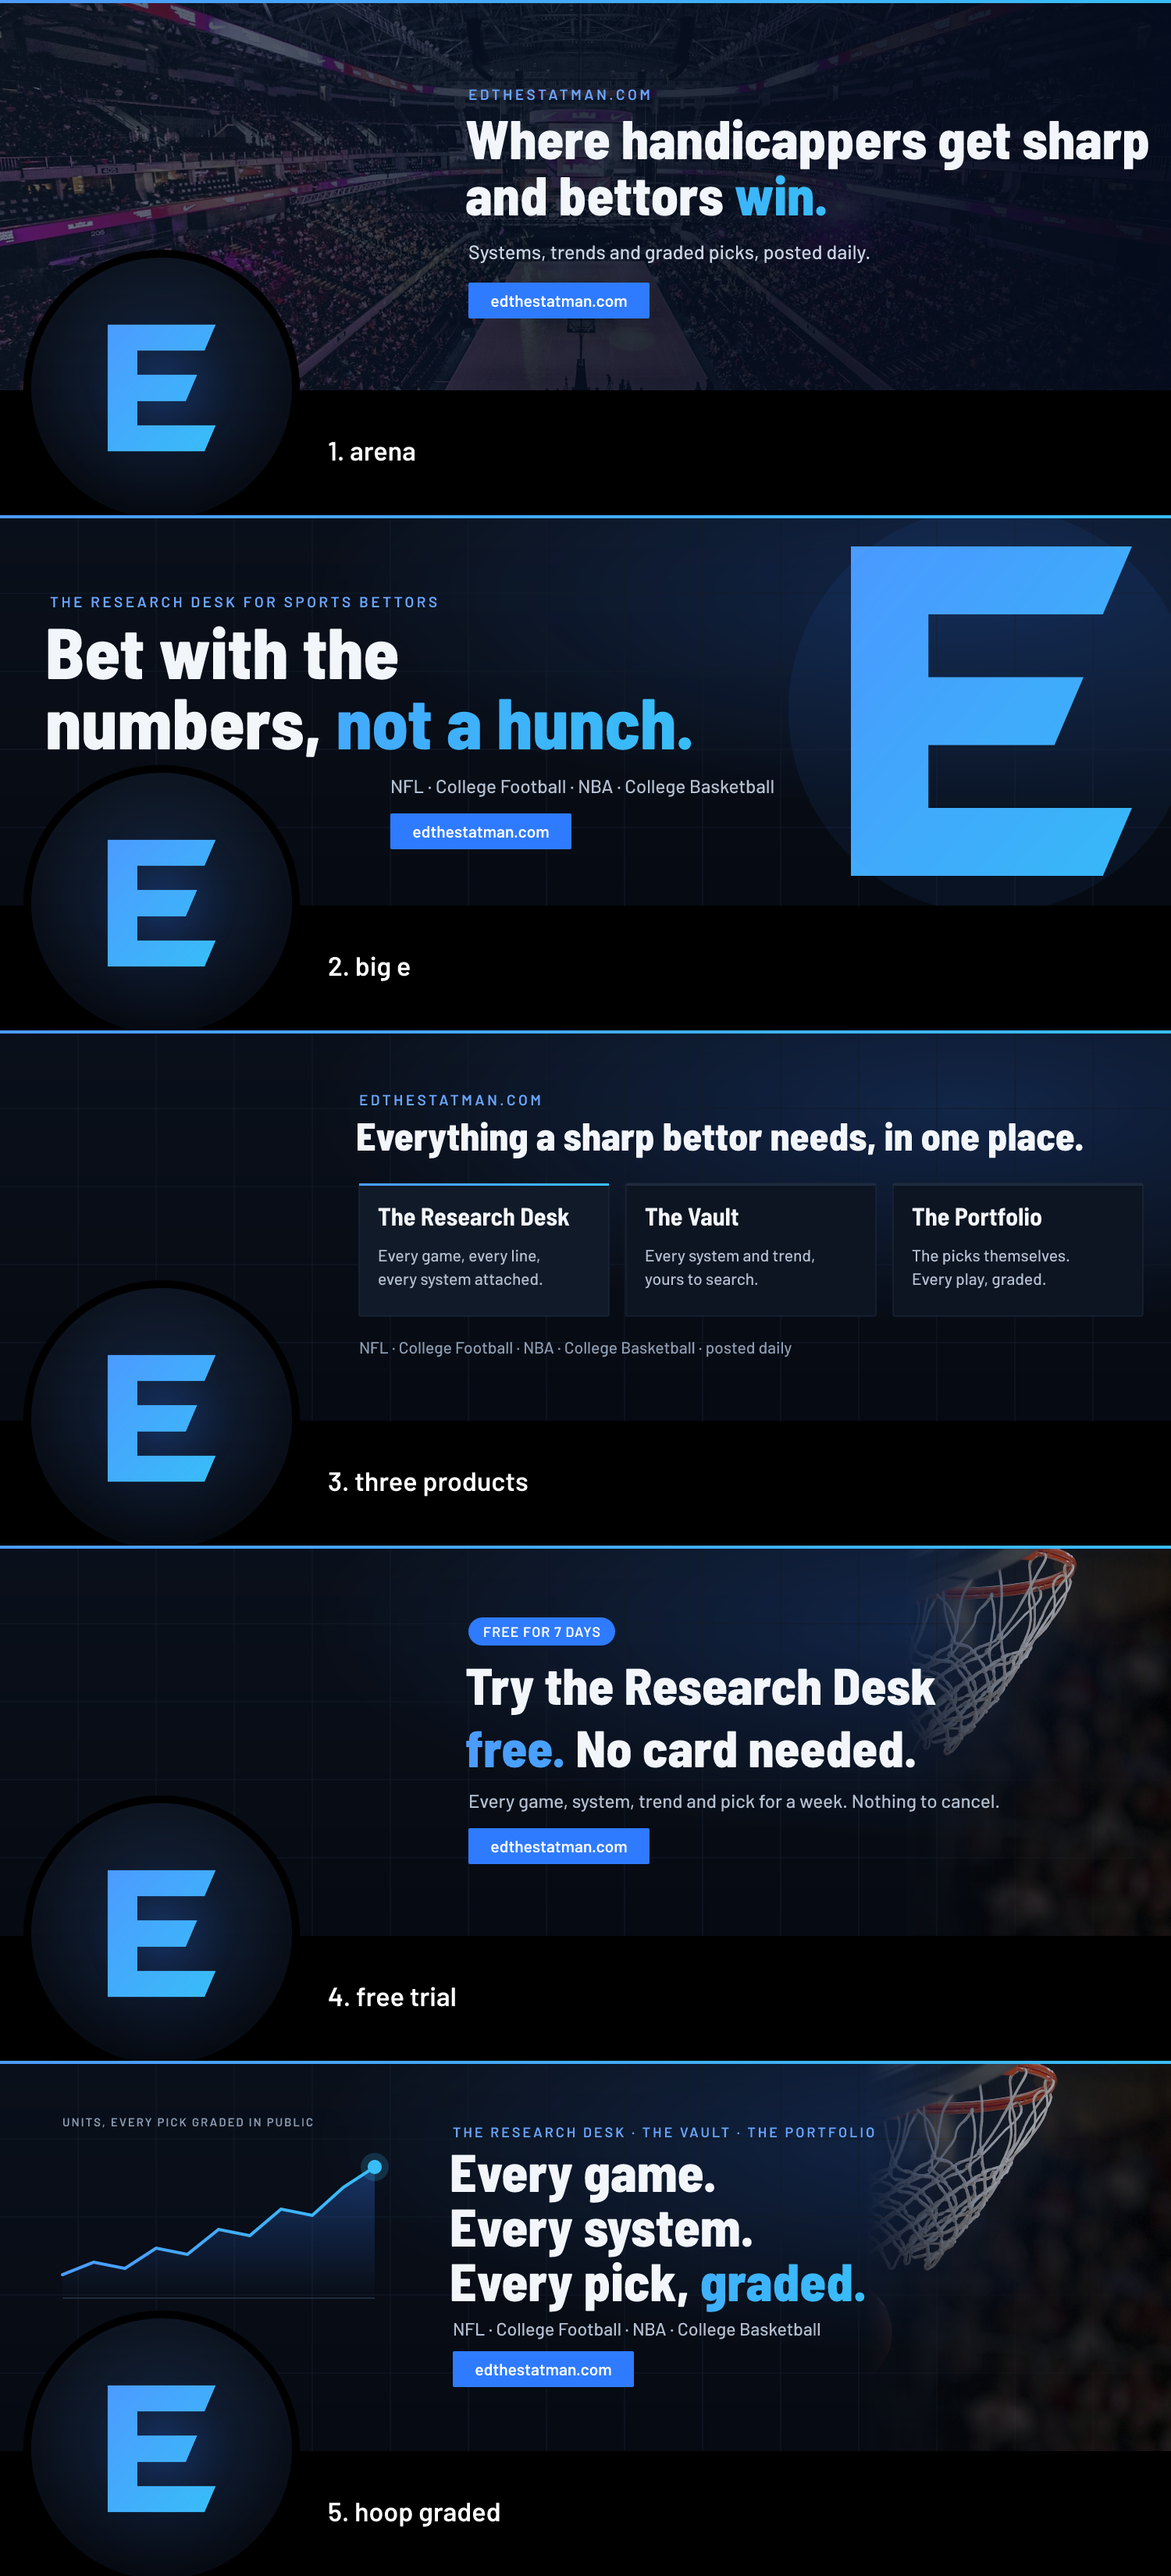 EDTHESTATMAN.COM
Where handicappers get sharp
and bettors win.
Systems, trends and graded picks, posted daily.
edthestatman.com
E
1. arena
THE RESEARCH DESK FOR SPORTS BETTORS
Bet with the
numbers, not a hunch.
NFL · College Football · NBA · College Basketball
edthestatman.com
E
E
2. big e
EDTHESTATMAN.COM
Everything a sharp bettor needs, in one place.
The Research Desk
Every game, every line,
every system attached.
The Vault
Every system and trend,
yours to search.
The Portfolio
The picks themselves.
Every play, graded.
NFL · College Football · NBA · College Basketball · posted daily
E
3. three products
FREE FOR 7 DAYS
Try the Research Desk
free. No card needed.
Every game, system, trend and pick for a week. Nothing to cancel.
edthestatman.com
E
4. free trial
UNITS, EVERY PICK GRADED IN PUBLIC
THE RESEARCH DESK · THE VAULT · THE PORTFOLIO
Every game.
Every system.
Every pick, graded.
NFL · College Football · NBA · College Basketball
edthestatman.com
E
5. hoop graded